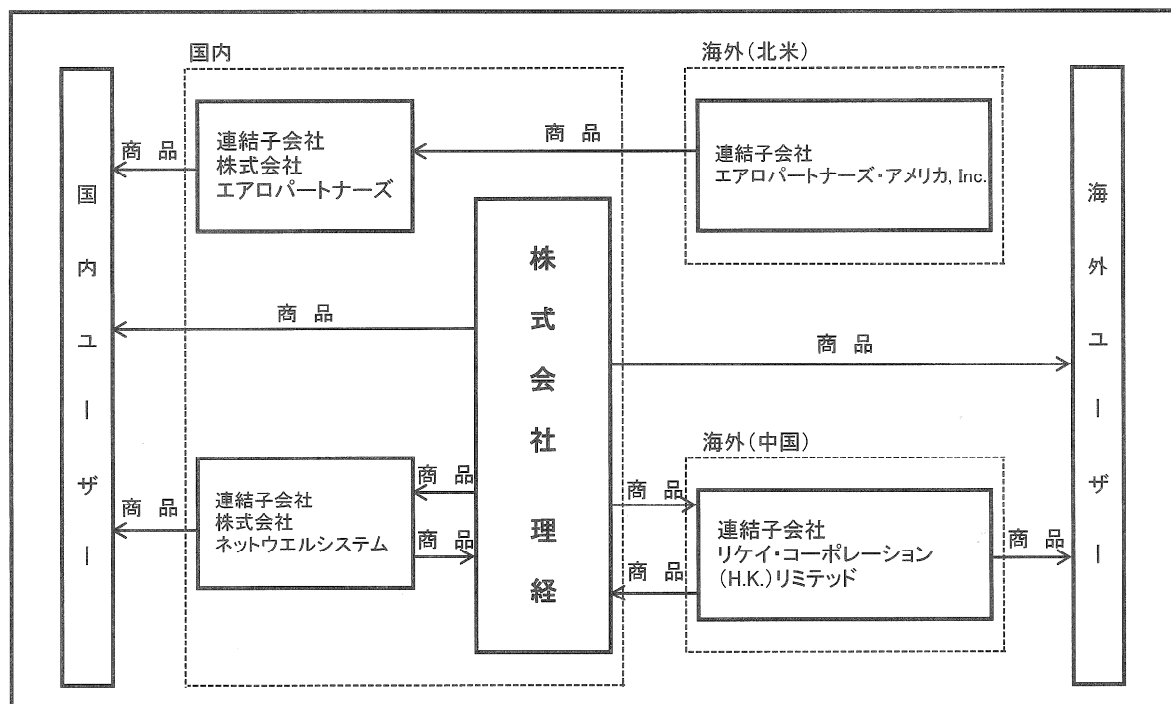 国内
海外(北米)
連結子会社
株式会社
エアロパートナーズ
商 品
商 品
連結子会社
エアロパートナーズ・アメリカ, Inc.
国内ユーザー
株式会社理経
海外ユーザー
商 品
商 品
海外(中国)
連結子会社
株式会社
ネットウエルシステム
商 品
商 品
商 品
商 品
商 品
連結子会社
リケイ・コーポレーション
(H.K.)リミテッド
商 品